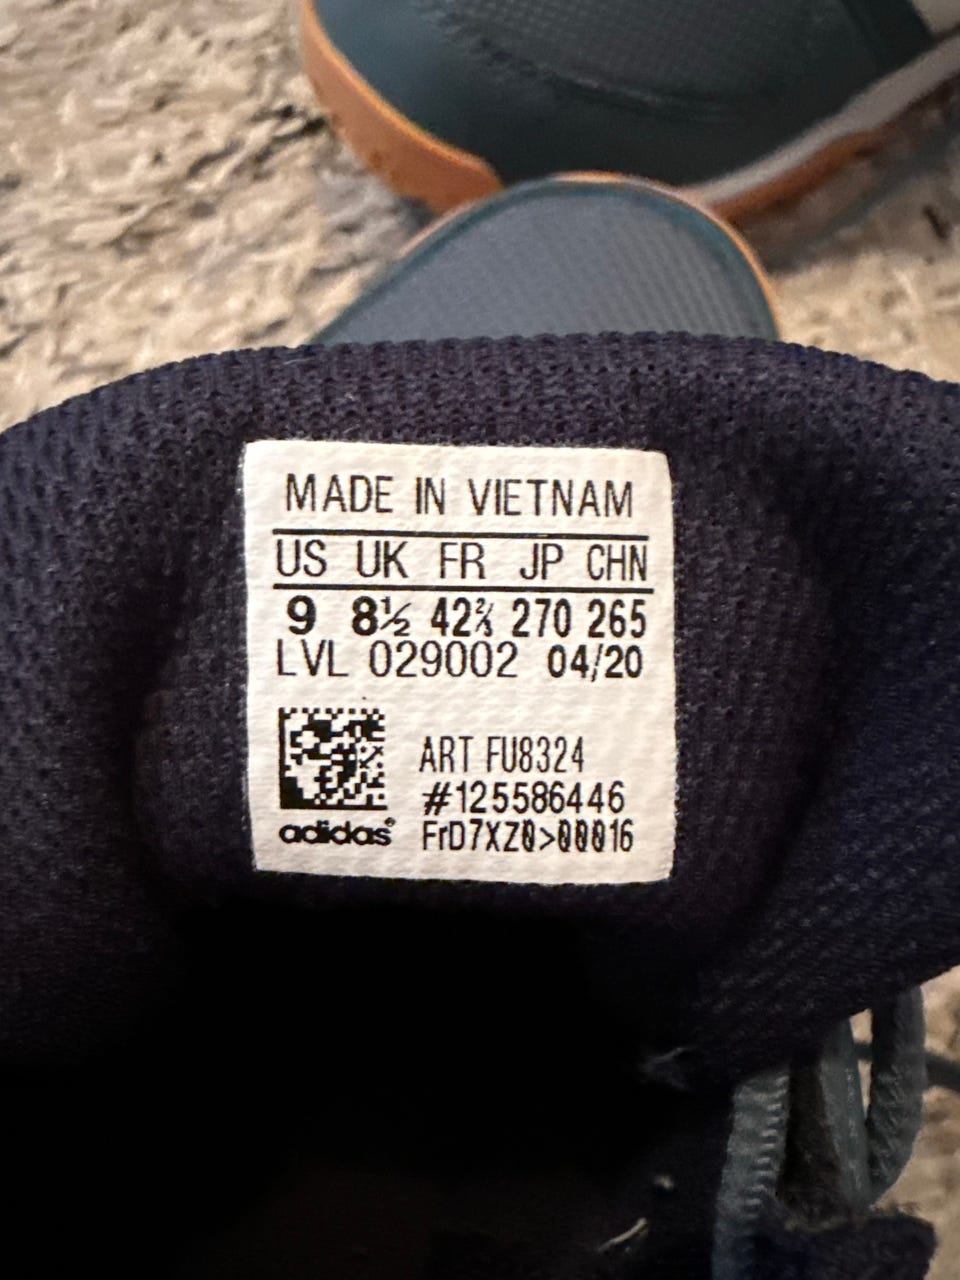 MADE IN VIETNAM
US UK FR JP CHN
9 8½ 42⅔ 270 265
LVL 029002 04/20
ART FU8324
#125586446
adidas® FrD7XZ0>00016